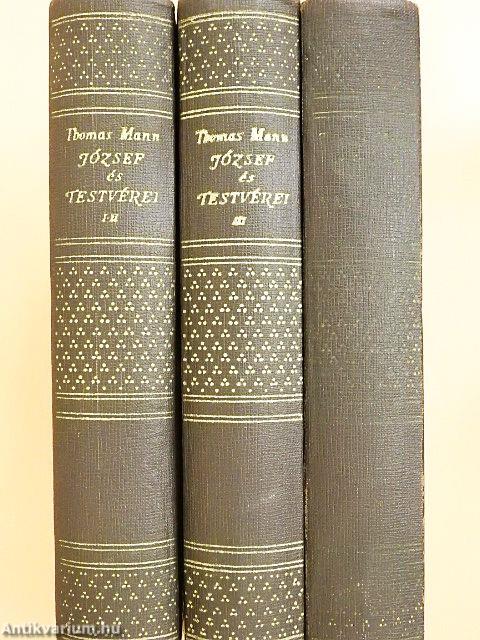 Thomas Mann
JÓZSEF
és
TESTVÉREI
I-II
Thomas Mann
JÓZSEF
és
TESTVÉREI
III
Antikvarium.hu